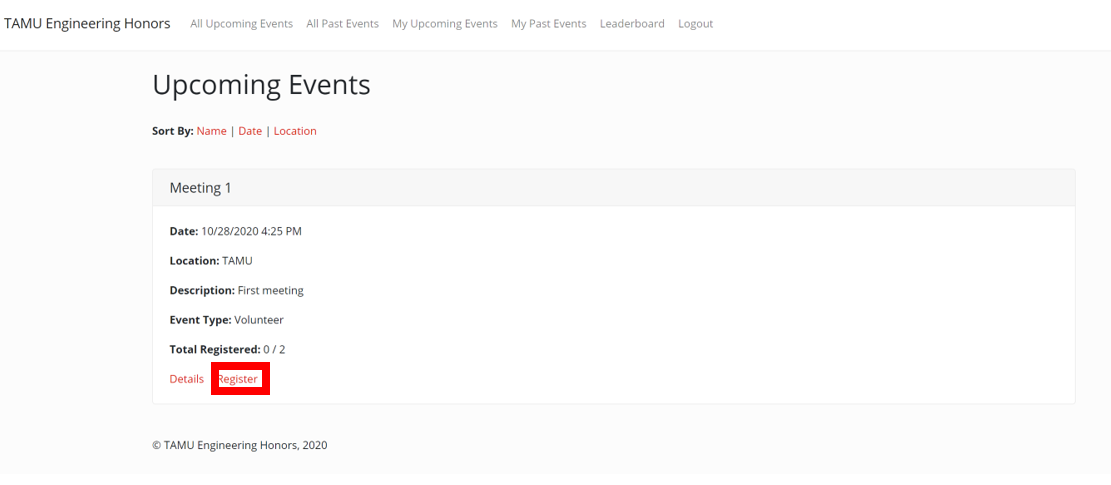 TAMU Engineering Honors All Upcoming Events All Past Events My Upcoming Events My Past Events Leaderboard Logout
Upcoming Events
Sort By: Name | Date | Location
Meeting 1
Date: 10/28/2020 4:25 PM
Location: TAMU
Description: First meeting
Event Type: Volunteer
Total Registered: 0 / 2
Details Register
© TAMU Engineering Honors, 2020